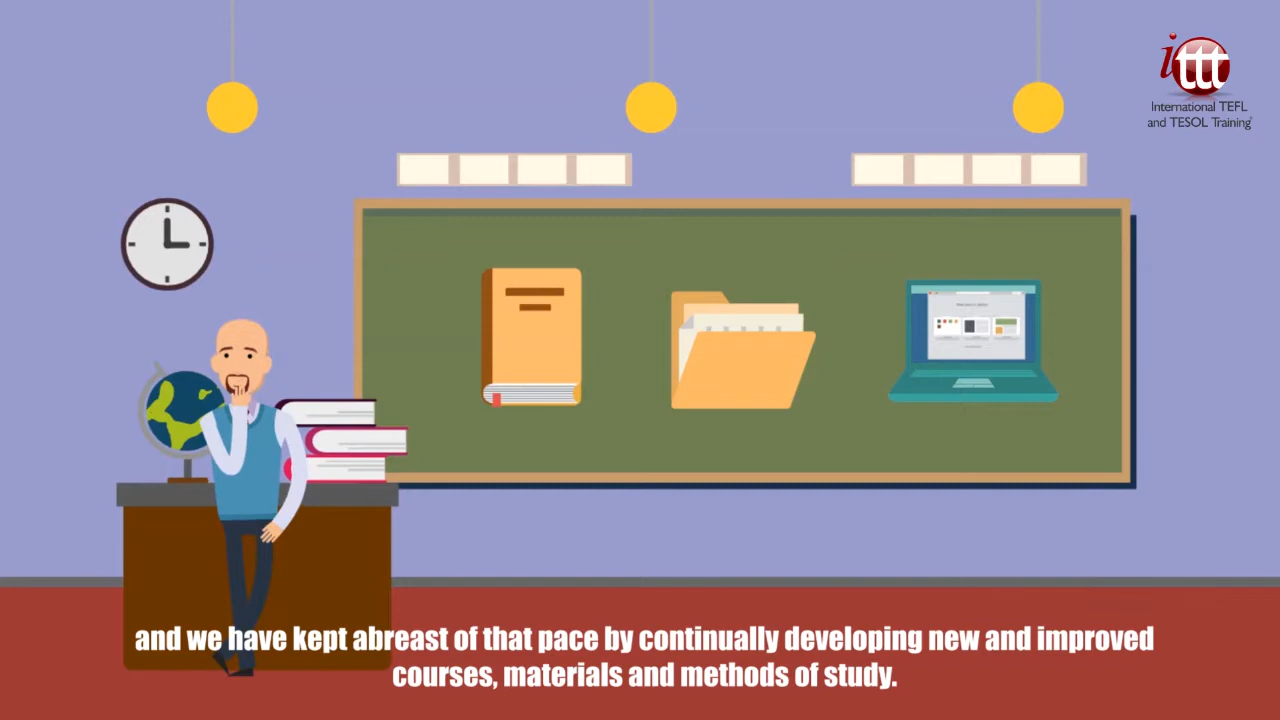 ittt
International TEFL
and TESOL Training
and we have kept abreast of that pace by continually developing new and improved
courses, materials and methods of study.